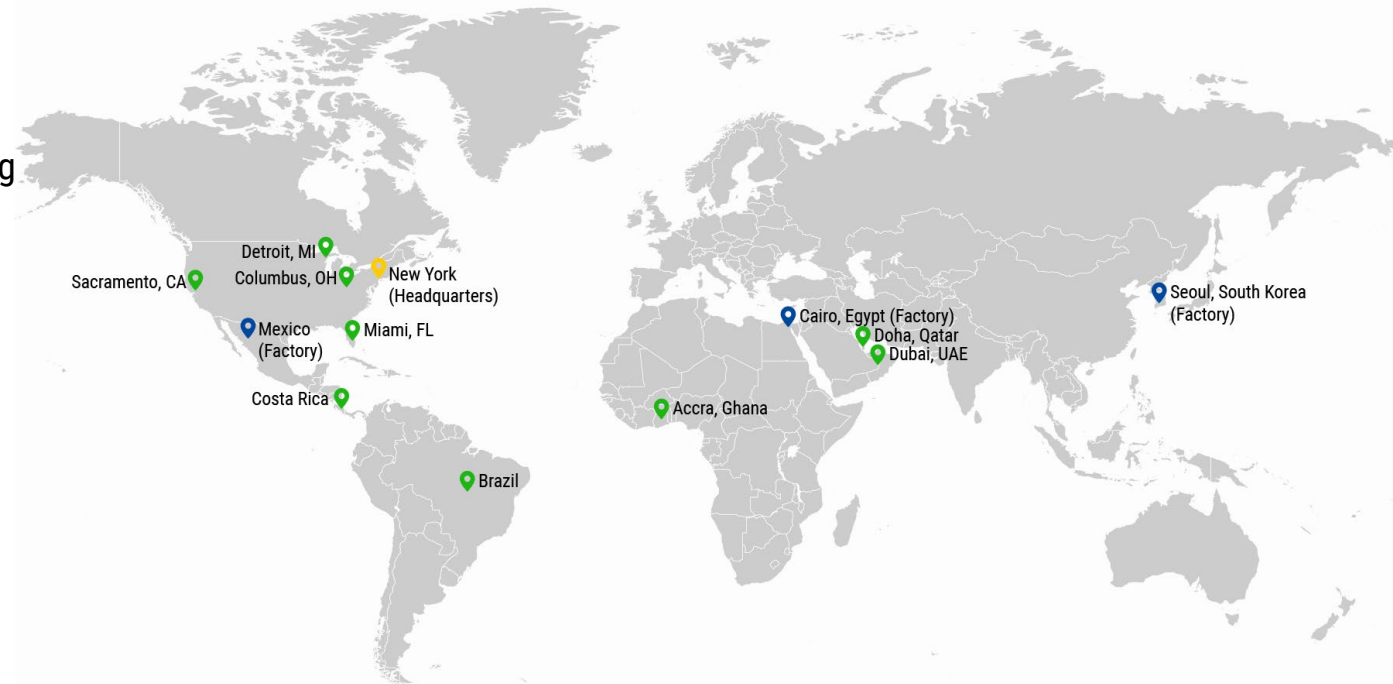 g
Detroit, MI
Columbus, OH
New York
(Headquarters)
Sacramento, CA
Mexico
(Factory)
Miami, FL
Costa Rica
Brazil
Cairo, Egypt (Factory)
Doha, Qatar
Dubai, UAE
Accra, Ghana
Seoul, South Korea
(Factory)